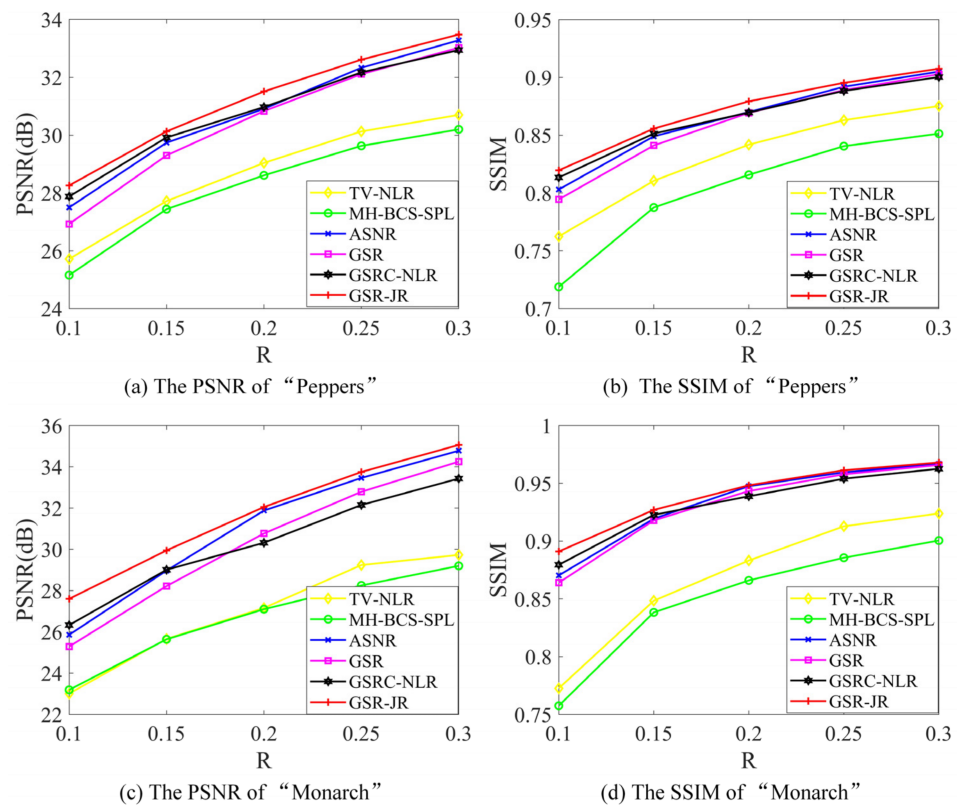 34
32
30
28
26
24
PSNR(dB)
0.1 0.15 0.2 0.25 0.3
R
TV-NLR
MH-BCS-SPL
ASNR
GSR
GSRC-NLR
GSR-JR
(a) The PSNR of “Peppers”
0.95
0.9
0.85
0.8
0.75
0.7
SSIM
0.1 0.15 0.2 0.25 0.3
R
TV-NLR
MH-BCS-SPL
ASNR
GSR
GSRC-NLR
GSR-JR
(b) The SSIM of “Peppers”
36
34
32
30
28
26
24
22
PSNR(dB)
0.1 0.15 0.2 0.25 0.3
R
TV-NLR
MH-BCS-SPL
ASNR
GSR
GSRC-NLR
GSR-JR
(c) The PSNR of “Monarch”
1
0.95
0.9
0.85
0.8
0.75
SSIM
0.1 0.15 0.2 0.25 0.3
R
TV-NLR
MH-BCS-SPL
ASNR
GSR
GSRC-NLR
GSR-JR
(d) The SSIM of “Monarch”